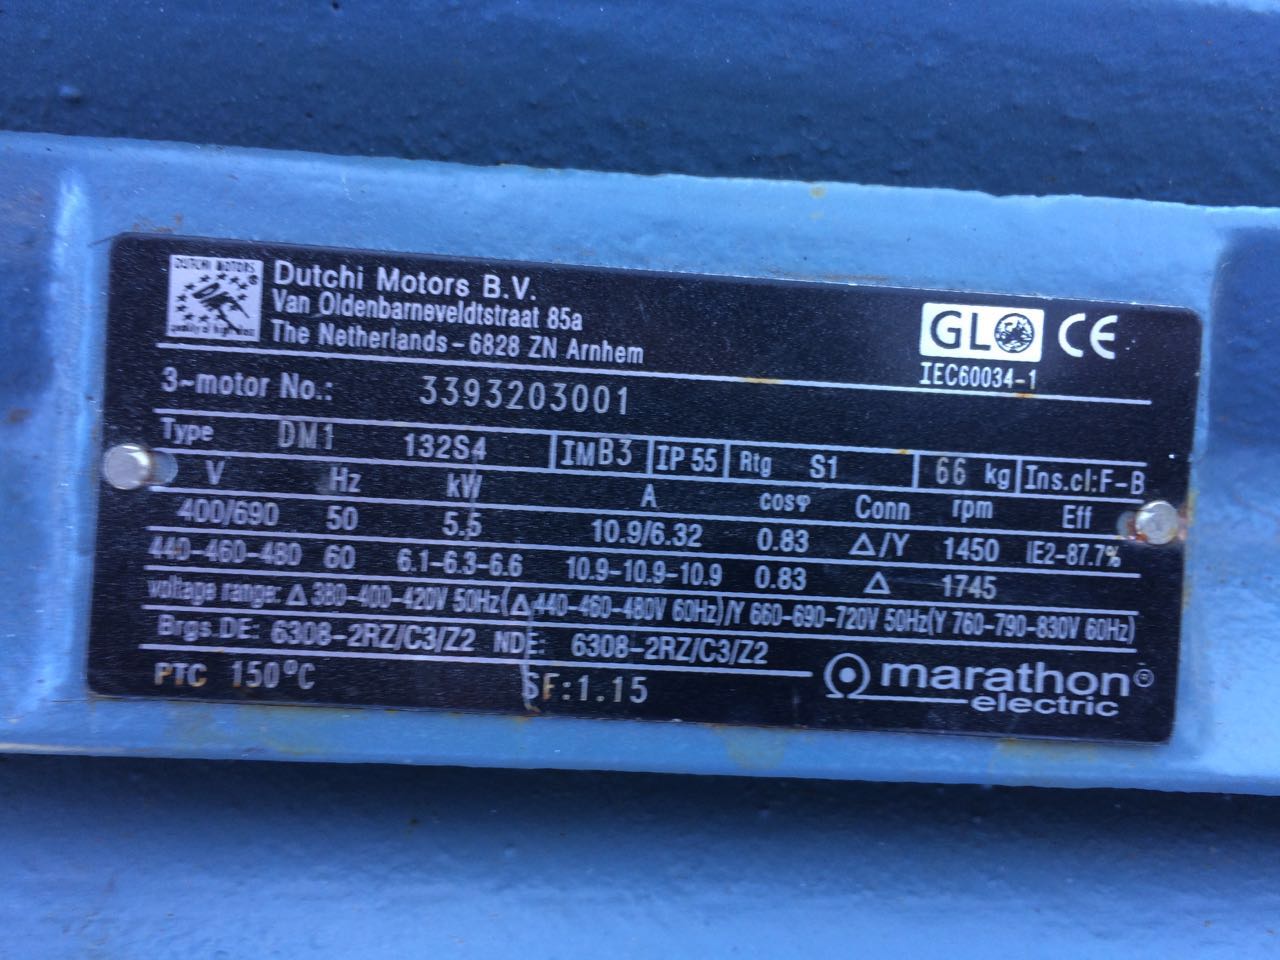 DUTCHI MOTORS
Dutchi Motors B.V.
Van Oldenbarneveldtstraat 85a
The Netherlands - 6828 ZN Arnhem
GL CE
IEC60034-1
3~motor No.: 3393203001
Type DM1 132S4 IM B3 IP 55 Rtg S1 66 kg Ins.cl:F-B
V Hz kW A cosφ Conn rpm Eff
400/690 50 5.5 10.9/6.32 0.83 Δ/Y 1450 IE2-87.7%
440-460-480 60 6.1-6.3-6.6 10.9-10.9-10.9 0.83 Δ 1745
voltage range: Δ 380-400-420V 50Hz(Δ 440-460-480V 60Hz)/Y 660-690-720V 50Hz(Y 760-790-830V 60Hz)
Brgs.DE: 6308-2RZ/C3/Z2 NDE: 6308-2RZ/C3/Z2
PTC 150°C SF:1.15
marathon®
electric